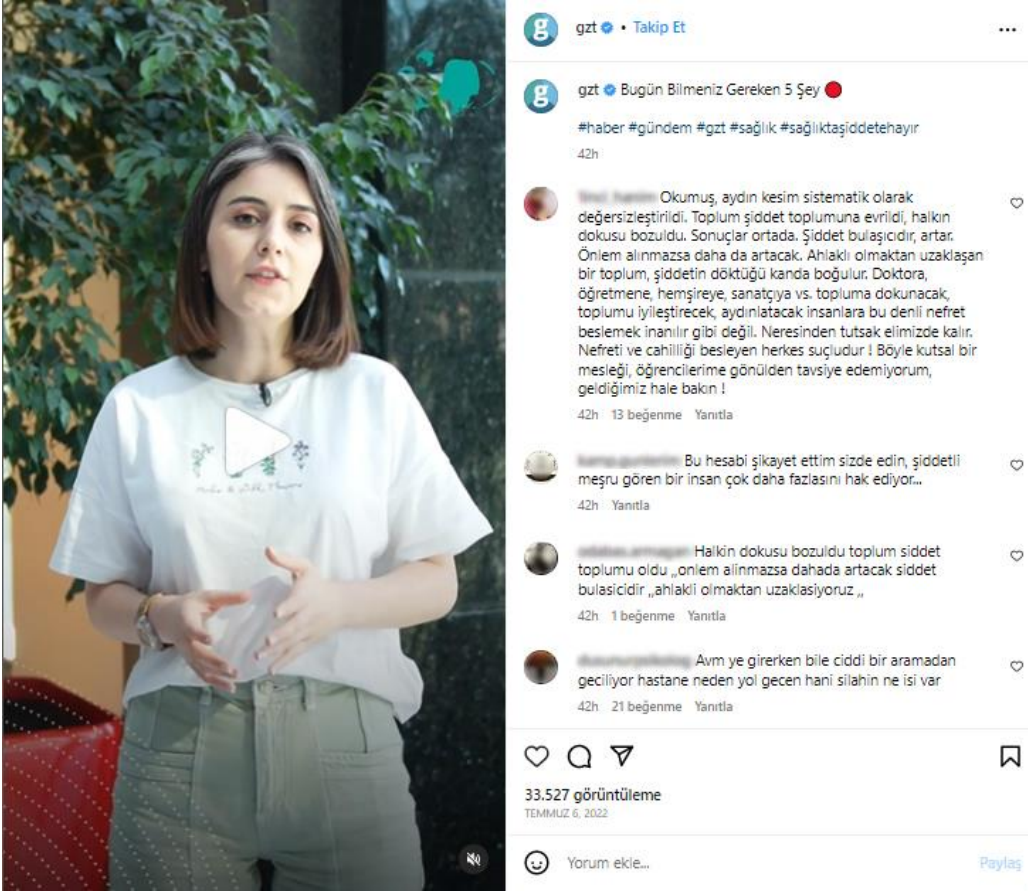 gzt • Takip Et
gzt Bugün Bilmeniz Gereken 5 Şey
#haber #gündem #gzt #sağlık #sağlıktaşiddetehayır
42h
Okumuş, aydın kesim sistematik olarak
değersizleştirildi. Toplum şiddet toplumuna evrildi, halkın
dokusu bozuldu. Sonuçlar ortada. Şiddet bulaşıcıdır, artar.
Önlem alınmazsa daha da artacak. Ahlaklı olmaktan uzaklaşan
bir toplum, şiddetin döktüğü kanda boğulur. Doktora,
öğretmene, hemşireye, sanatçıya vs. topluma dokunacak,
toplumu iyileştirecek, aydınlatacak insanlara bu denli nefret
beslemek inanılır gibi değil. Neresinden tutsak elimizde kalır.
Nefreti ve cahilliği besleyen herkes suçludur ! Böyle kutsal bir
mesleği, öğrencilerime gönülden tavsiye edemiyorum,
geldiğimiz hale bakın !
42h 13 beğenme Yanıtla
Bu hesabi şikayet ettim sizde edin, şiddetli
meşru gören bir insan çok daha fazlasını hak ediyor...
42h Yanıtla
Halkin dokusu bozuldu toplum siddet
toplumu oldu ,,onlem alinmazsa dahada artacak siddet
bulasicidir ,,ahlakli olmaktan uzaklasiyoruz ,,
42h 1 beğenme Yanıtla
Avm ye girerken bile ciddi bir aramadan
geciliyor hastane neden yol gecen hani silahin ne isi var
42h 21 beğenme Yanıtla
33.527 görüntüleme
TEMMUZ 6, 2022
Yorum ekle...
Paylaş